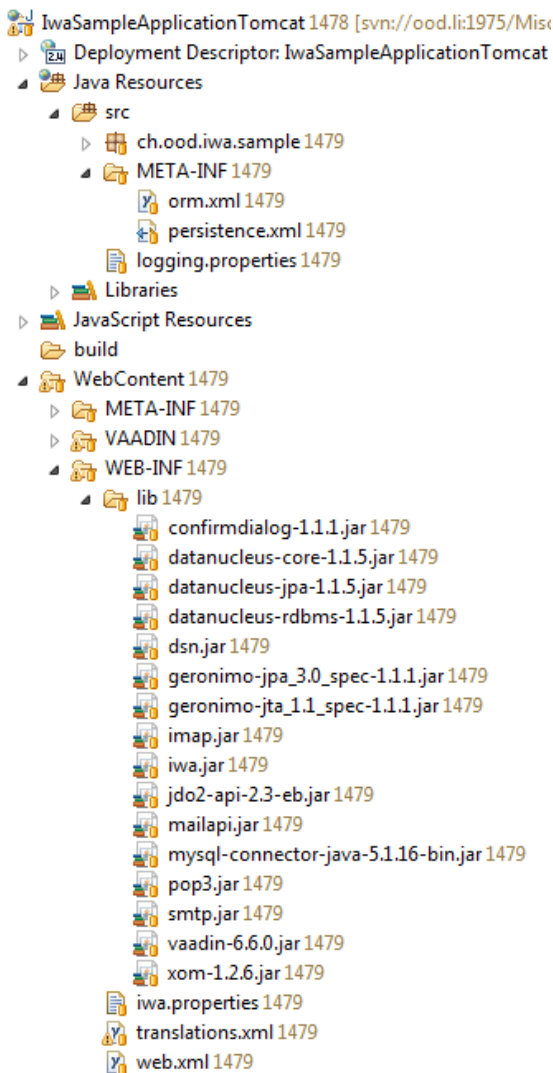 IwaSampleApplicationTomcat 1478 [svn://ood.li:1975/Misc
Deployment Descriptor: IwaSampleApplicationTomcat
Java Resources
src
ch.ood.iwa.sample 1479
META-INF 1479
orm.xml 1479
persistence.xml 1479
logging.properties 1479
Libraries
JavaScript Resources
build
WebContent 1479
META-INF 1479
VAADIN 1479
WEB-INF 1479
lib 1479
confirmdialog-1.1.1.jar 1479
datanucleus-core-1.1.5.jar 1479
datanucleus-jpa-1.1.5.jar 1479
datanucleus-rdbms-1.1.5.jar 1479
dsn.jar 1479
geronimo-jpa_3.0_spec-1.1.1.jar 1479
geronimo-jta_1.1_spec-1.1.1.jar 1479
imap.jar 1479
iwa.jar 1479
jdo2-api-2.3-eb.jar 1479
mailapi.jar 1479
mysql-connector-java-5.1.16-bin.jar 1479
pop3.jar 1479
smtp.jar 1479
vaadin-6.6.0.jar 1479
xom-1.2.6.jar 1479
iwa.properties 1479
translations.xml 1479
web.xml 1479